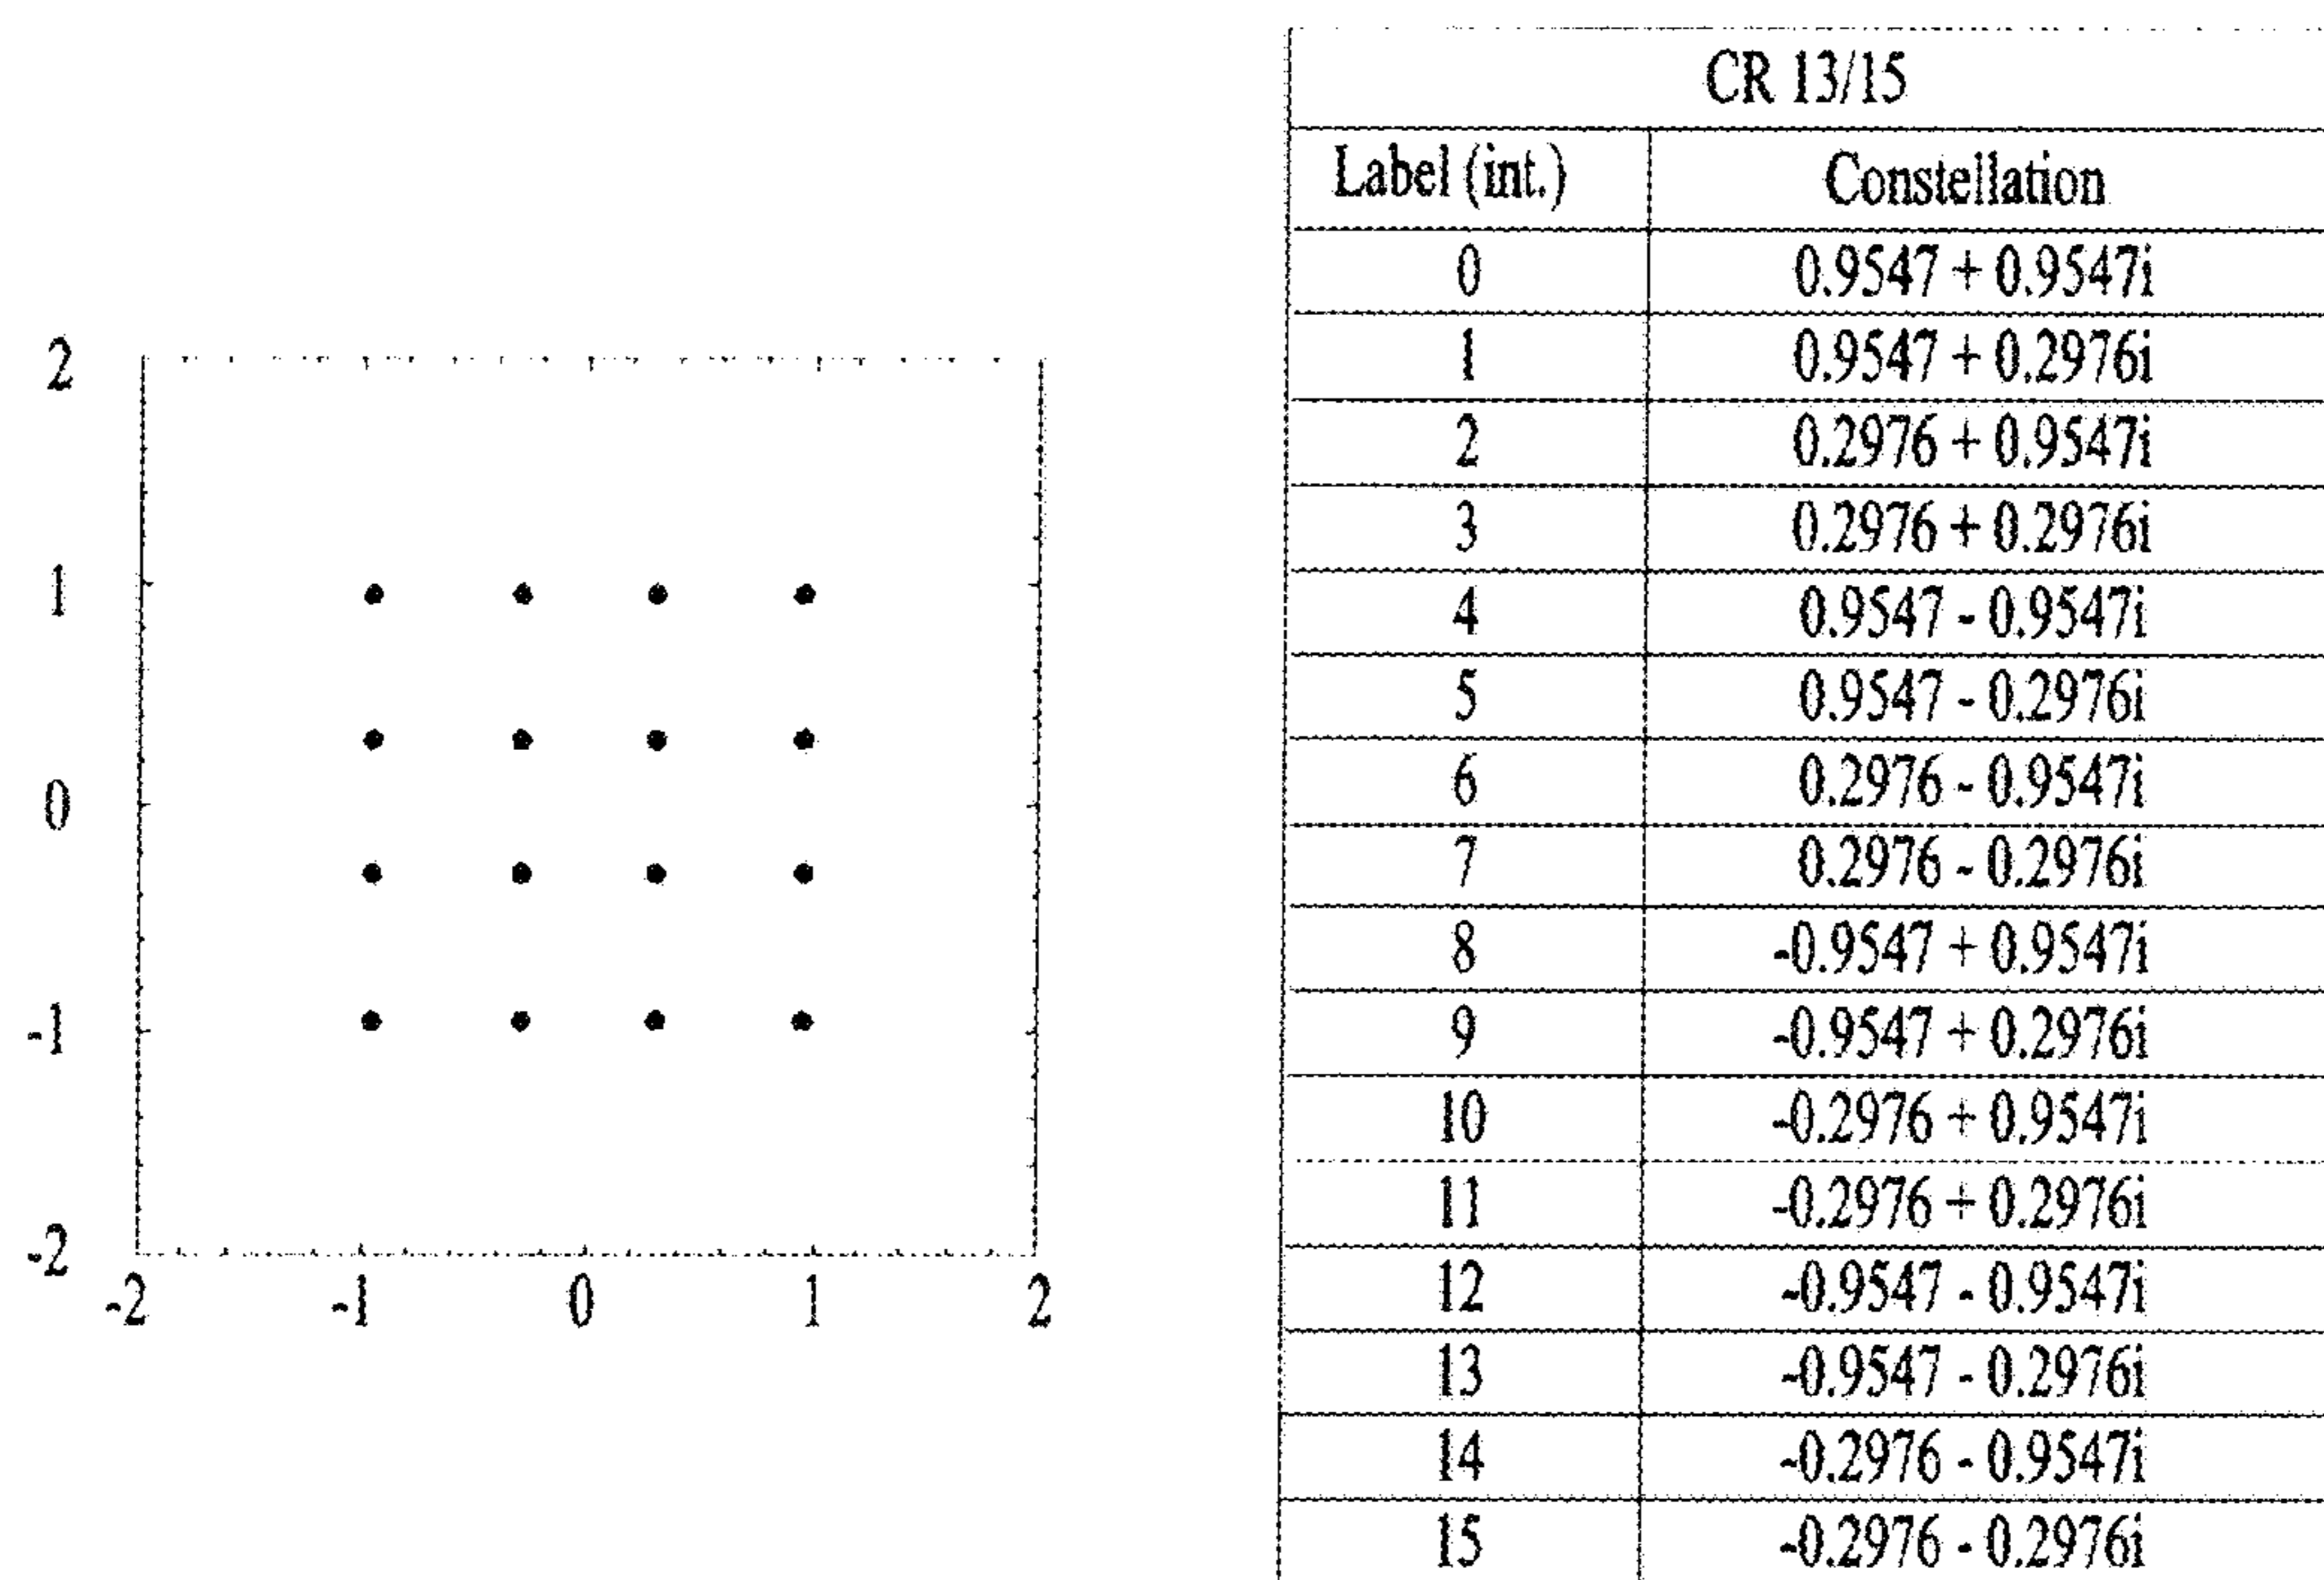 2
1
0
-1
-2
-2 -1 0 1 2
CR 13/15
Label (int.) Constellation
0 0.9547 + 0.9547i
1 0.9547 + 0.2976i
2 0.2976 + 0.9547i
3 0.2976 + 0.2976i
4 0.9547 - 0.9547i
5 0.9547 - 0.2976i
6 0.2976 - 0.9547i
7 0.2976 - 0.2976i
8 -0.9547 + 0.9547i
9 -0.9547 + 0.2976i
10 -0.2976 + 0.9547i
11 -0.2976 + 0.2976i
12 -0.9547 - 0.9547i
13 -0.9547 - 0.2976i
14 -0.2976 - 0.9547i
15 -0.2976 - 0.2976i